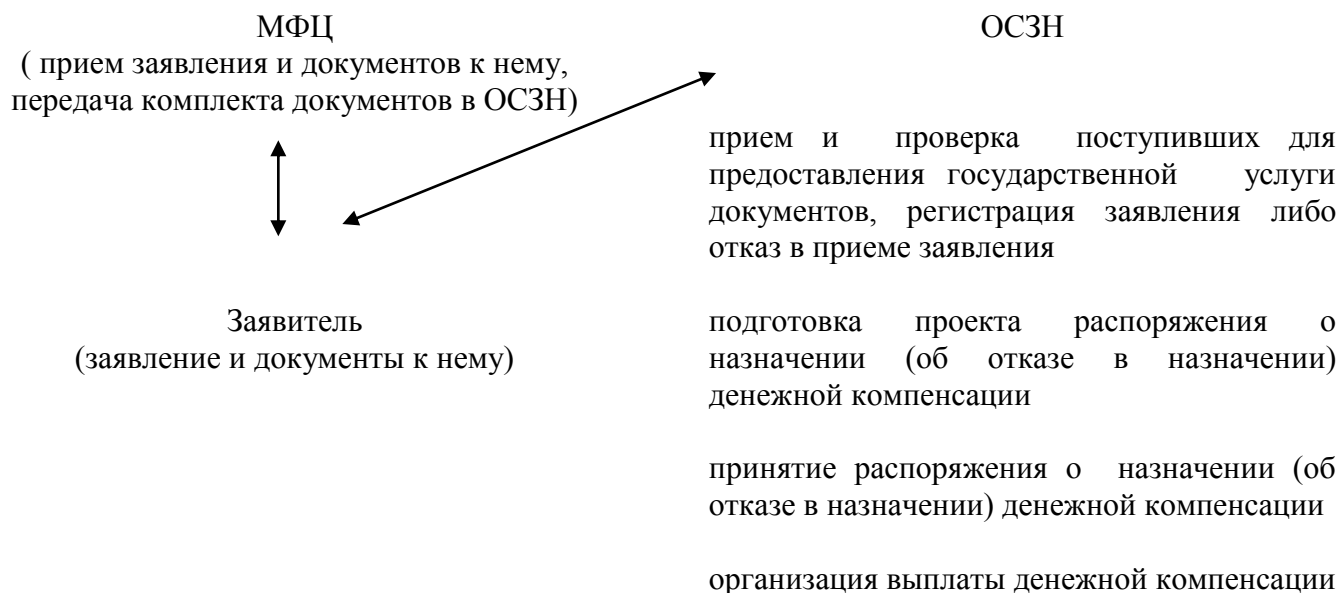 МФЦ
( прием заявления и документов к нему,
передача комплекта документов в ОСЗН)
Заявитель
(заявление и документы к нему)
ОСЗН
прием и проверка поступивших для
предоставления государственной услуги
документов, регистрация заявления либо
отказ в приеме заявления
подготовка проекта распоряжения о
назначении (об отказе в назначении)
денежной компенсации
принятие распоряжения о назначении (об
отказе в назначении) денежной компенсации
организация выплаты денежной компенсации